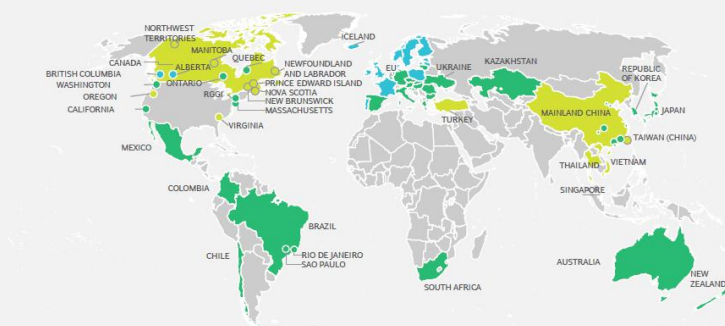 NORTHWEST
TERRITORIES
MANITOBA
QUEBEC
ICELAND
CANADA
ALBERTA
NEWFOUNDLAND
AND LABRADOR
EU
UKRAINE
KAZAKHSTAN
REPUBLIC
OF KOREA
BRITISH COLUMBIA
WASHINGTON
ONTARIO
PRINCE EDWARD ISLAND
NOVA SCOTIA
OREGON
RGGI
NEW BRUNSWICK
MASSACHUSETTS
CALIFORNIA
VIRGINIA
TURKEY
MAINLAND CHINA
JAPAN
TAIWAN (CHINA)
MEXICO
THAILAND
VIETNAM
COLOMBIA
SINGAPORE
BRAZIL
CHILE
RIO DE JANEIRO
SAO PAULO
AUSTRALIA
NEW
ZEALAND
SOUTH AFRICA